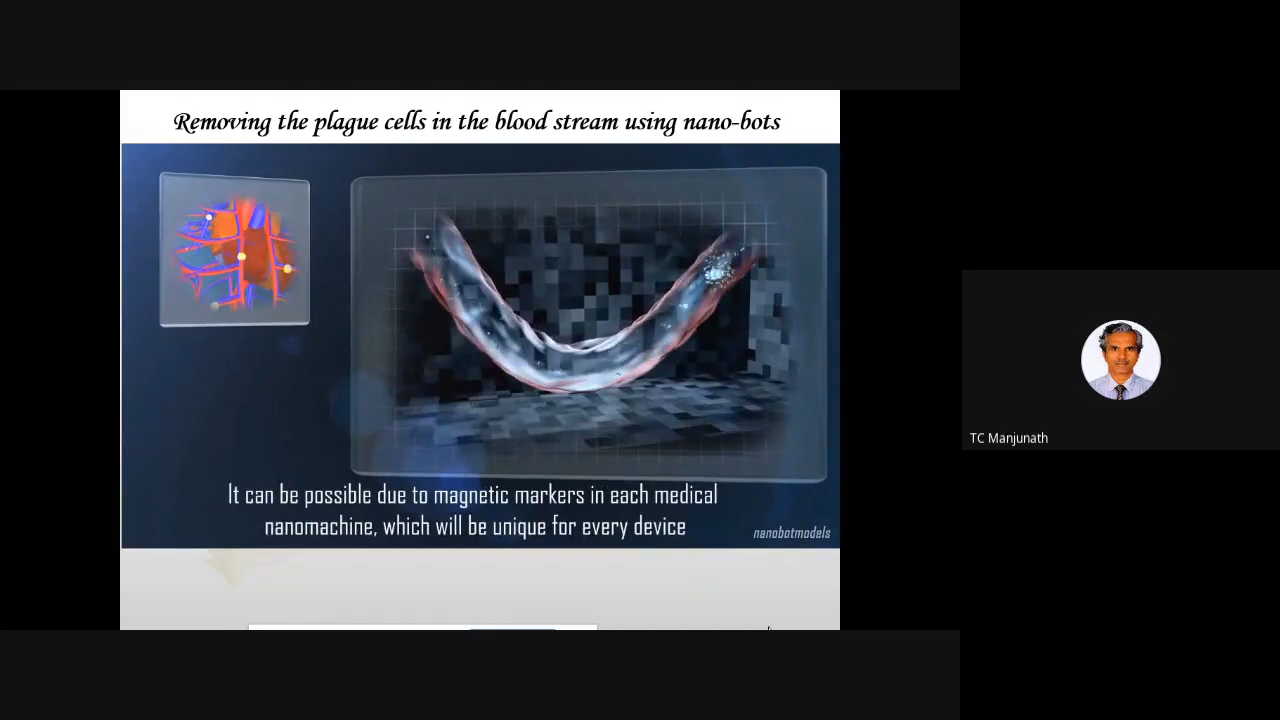 Removing the plague cells in the blood stream using nano-bots
It can be possible due to magnetic markers in each medical
nanomachine, which will be unique for every device
nanobotmodels
TC Manjunath